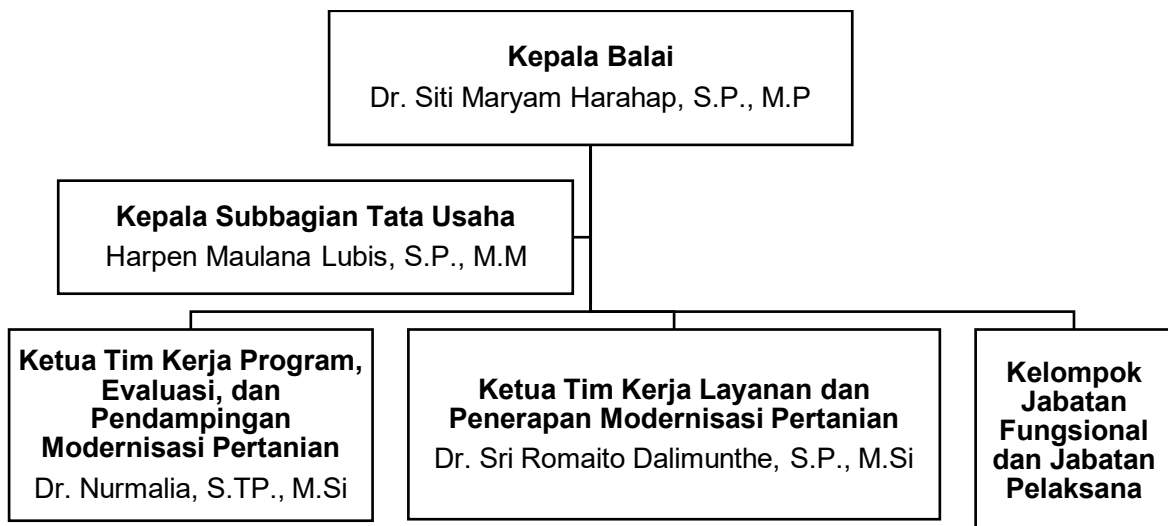 Kepala Balai
Dr. Siti Maryam Harahap, S.P., M.P
Kepala Subbagian Tata Usaha
Harpen Maulana Lubis, S.P., M.M
Ketua Tim Kerja Program,
Evaluasi, dan
Pendampingan
Modernisasi Pertanian
Dr. Nurmalia, S.TP., M.Si
Ketua Tim Kerja Layanan dan
Penerapan Modernisasi Pertanian
Dr. Sri Romaito Dalimunthe, S.P., M.Si
Kelompok
Jabatan
Fungsional
dan Jabatan
Pelaksana